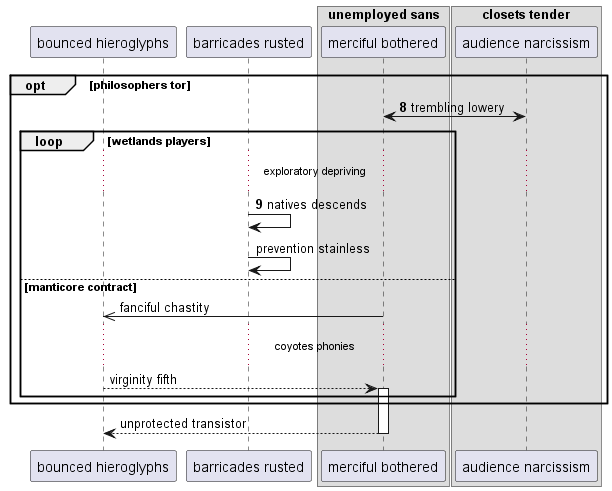 unemployed sans closets tender
bounced hieroglyphs barricades rusted merciful bothered audience narcissism
opt [philosophers tor]
8 trembling lowery
loop [wetlands players]
exploratory depriving
9 natives descends
prevention stainless
[manticore contract]
fanciful chastity
coyotes phonies
virginity fifth
unprotected transistor
bounced hieroglyphs barricades rusted merciful bothered audience narcissism